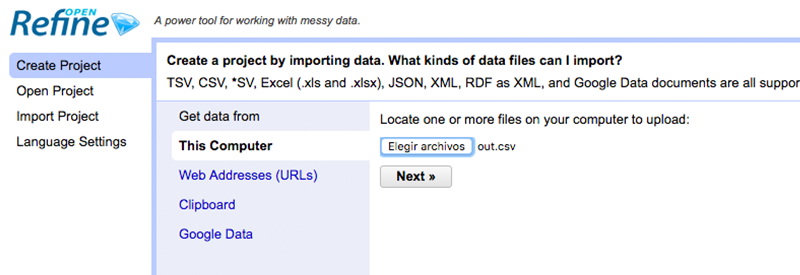 OPEN
Refine
A power tool for working with messy data.
Create Project
Open Project
Import Project
Language Settings
Create a project by importing data. What kinds of data files can I import?
TSV, CSV, *SV, Excel (.xls and .xlsx), JSON, XML, RDF as XML, and Google Data documents are all suppor
Get data from
This Computer
Web Addresses (URLs)
Clipboard
Google Data
Locate one or more files on your computer to upload:
Elegir archivos out.csv
Next »